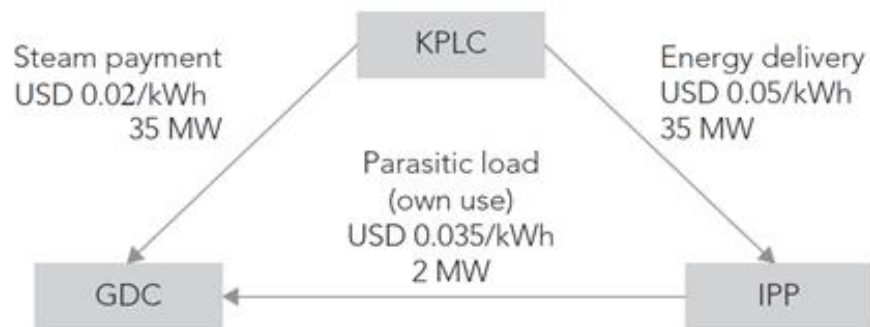 KPLC
Steam payment
USD 0.02/kWh
35 MW
Energy delivery
USD 0.05/kWh
35 MW
Parasitic load
(own use)
USD 0.035/kWh
2 MW
GDC
IPP